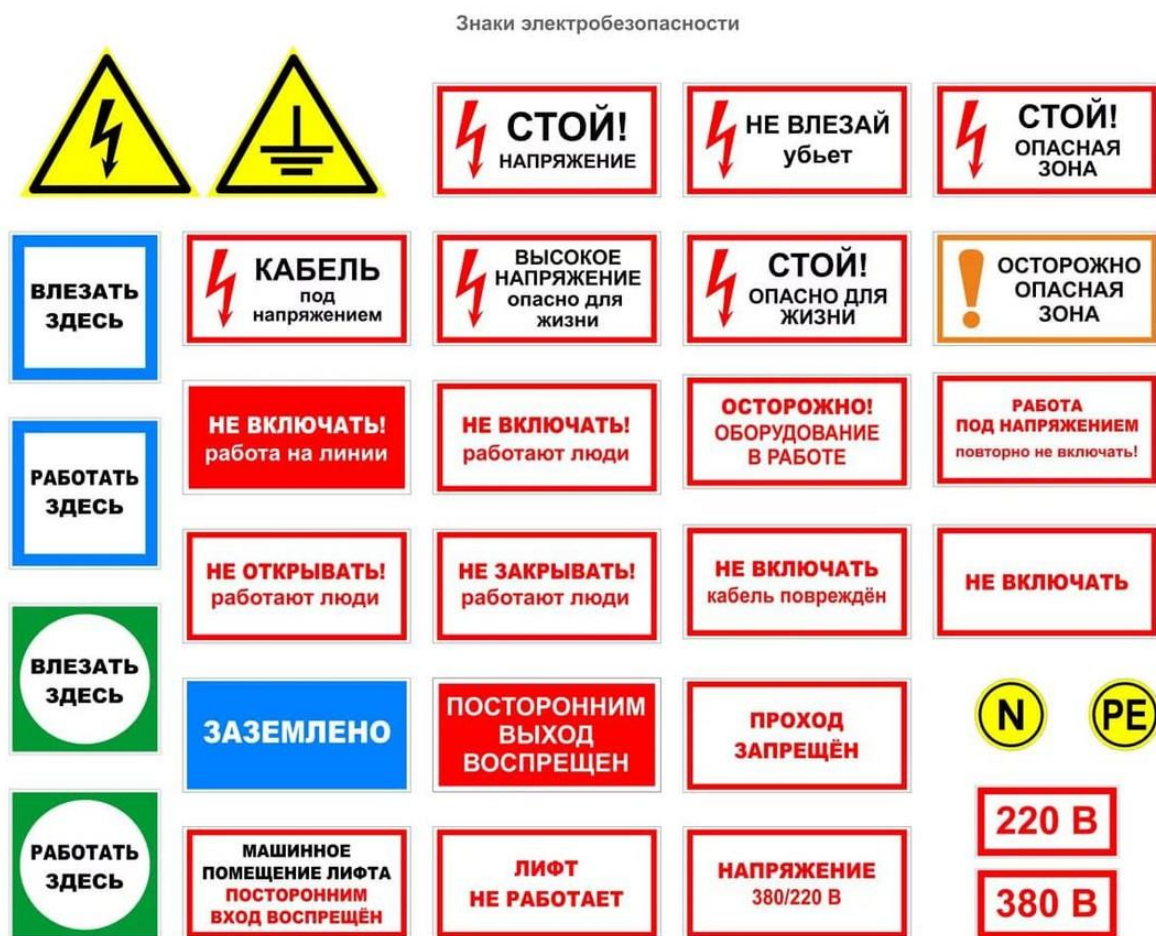 Знаки электробезопасности
СТОЙ!
НАПРЯЖЕНИЕ
НЕ ВЛЕЗАЙ
убьет
СТОЙ!
ОПАСНАЯ
ЗОНА
ВЛЕЗАТЬ
ЗДЕСЬ
КАБЕЛЬ
под
напряжением
ВЫСОКОЕ
НАПРЯЖЕНИЕ
опасно для
жизни
СТОЙ!
ОПАСНО ДЛЯ
ЖИЗНИ
ОСТОРОЖНО
ОПАСНАЯ
ЗОНА
РАБОТАТЬ
ЗДЕСЬ
НЕ ВКЛЮЧАТЬ!
работа на линии
НЕ ВКЛЮЧАТЬ!
работают люди
ОСТОРОЖНО!
ОБОРУДОВАНИЕ
В РАБОТЕ
РАБОТА
ПОД НАПРЯЖЕНИЕМ
повторно не включать!
НЕ ОТКРЫВАТЬ!
работают люди
НЕ ЗАКРЫВАТЬ!
работают люди
НЕ ВКЛЮЧАТЬ
кабель повреждён
НЕ ВКЛЮЧАТЬ
ВЛЕЗАТЬ
ЗДЕСЬ
ЗАЗЕМЛЕНО
ПОСТОРОННИМ
ВЫХОД
ВОСПРЕЩЕН
ПРОХОД
ЗАПРЕЩЁН
N
PE
РАБОТАТЬ
ЗДЕСЬ
МАШИННОЕ
ПОМЕЩЕНИЕ ЛИФТА
ПОСТОРОННИМ
ВХОД ВОСПРЕЩЁН
ЛИФТ
НЕ РАБОТАЕТ
НАПРЯЖЕНИЕ
380/220 В
220 В
380 В